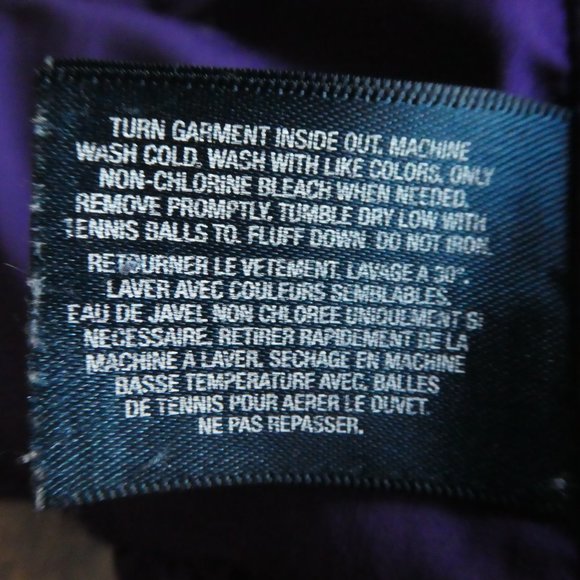 TURN GARMENT INSIDE OUT. MACHINE
WASH COLD. WASH WITH LIKE COLORS. ONLY
NON-CHLORINE BLEACH WHEN NEEDED.
REMOVE PROMPTLY. TUMBLE DRY LOW WITH
TENNIS BALLS TO. FLUFF DOWN. DO NOT IRON.
RETOURNER LE VETEMENT. LAVAGE A 30°.
LAVER AVEC COULEURS SEMBLABLES.
EAU DE JAVEL NON CHLOREE UNIQUEMENT SI
NECESSAIRE. RETIRER RAPIDEMENT DE LA
MACHINE A LAVER. SECHAGE EN MACHINE
BASSE TEMPERATURE AVEC. BALLES
DE TENNIS POUR AERER LE DUVET.
NE PAS REPASSER.